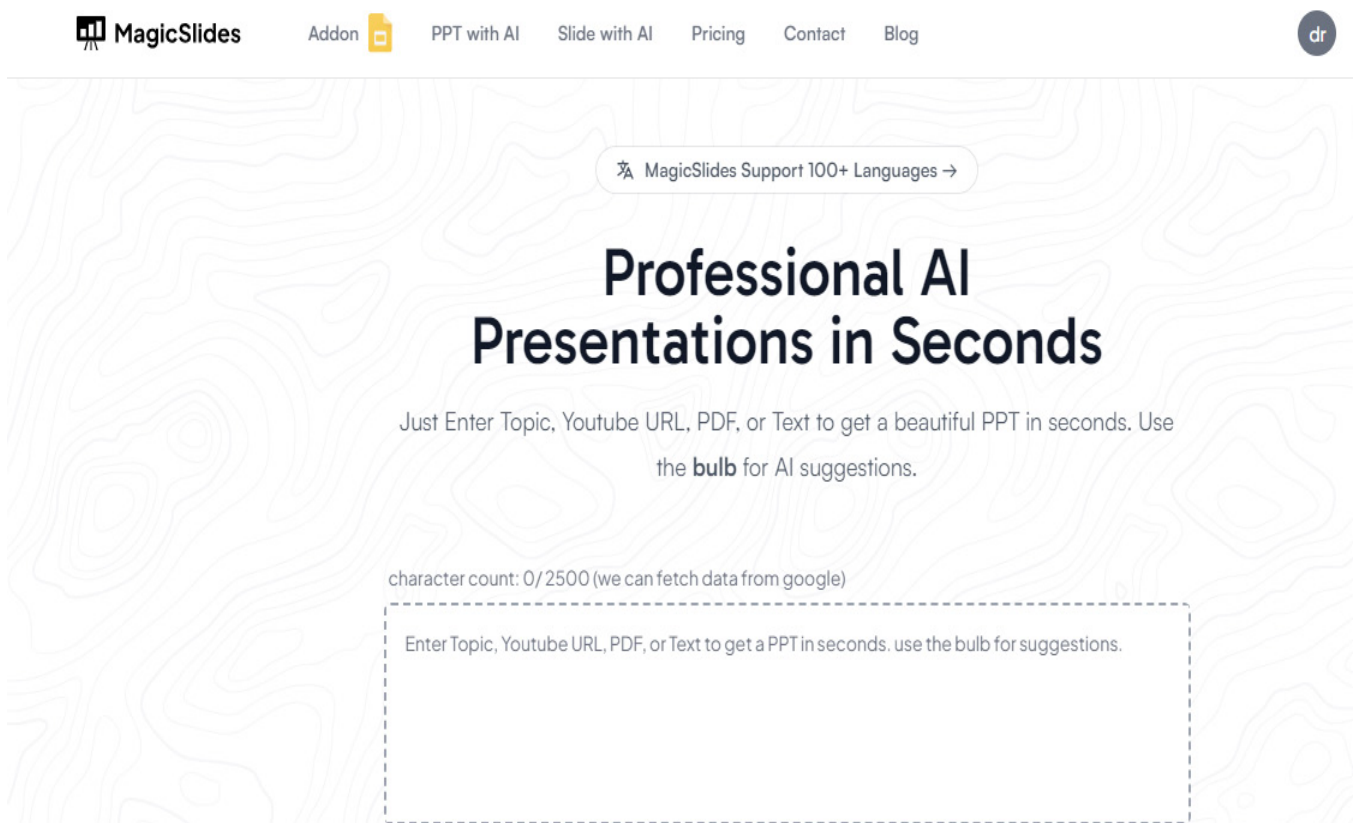 MagicSlides
Addon
PPT with AI
Slide with AI
Pricing
Contact
Blog
dr
MagicSlides Support 100+ Languages →
Professional AI
Presentations in Seconds
Just Enter Topic, Youtube URL, PDF, or Text to get a beautiful PPT in seconds. Use
the bulb for AI suggestions.
character count: 0/2500 (we can fetch data from google)
Enter Topic, Youtube URL, PDF, or Text to get a PPT in seconds. use the bulb for suggestions.